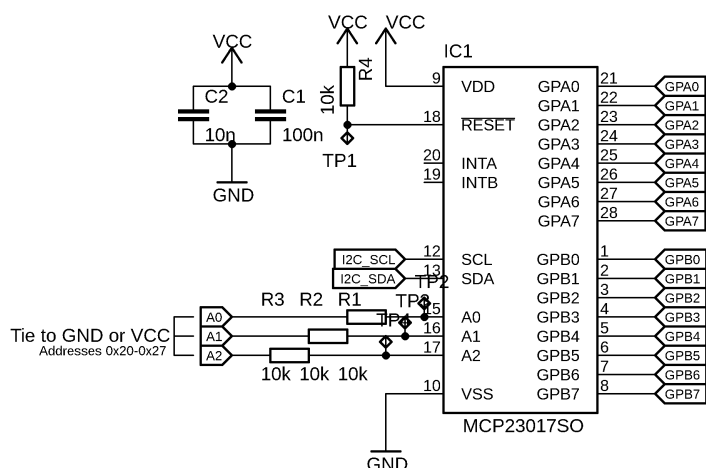 VCC
VCC
VCC
IC1
C2
C1
10n
100n
GND
R4
10k
TP1
9
VDD
18
RESET
20
INTA
19
INTB
12
SCL
13
SDA
15
A0
16
A1
17
A2
10
VSS
GPA0
21
GPA0
GPA1
22
GPA1
GPA2
23
GPA2
GPA3
24
GPA3
GPA4
25
GPA4
GPA5
26
GPA5
GPA6
27
GPA6
GPA7
28
GPA7
GPB0
1
GPB0
GPB1
2
GPB1
GPB2
3
GPB2
GPB3
4
GPB3
GPB4
5
GPB4
GPB5
6
GPB5
GPB6
7
GPB6
GPB7
8
GPB7
I2C_SCL
I2C_SDA
TP2
TP3
TP4
R3 R2 R1
A0
A1
A2
Tie to GND or VCC
Addresses 0x20-0x27
10k 10k 10k
MCP23017SO
GND